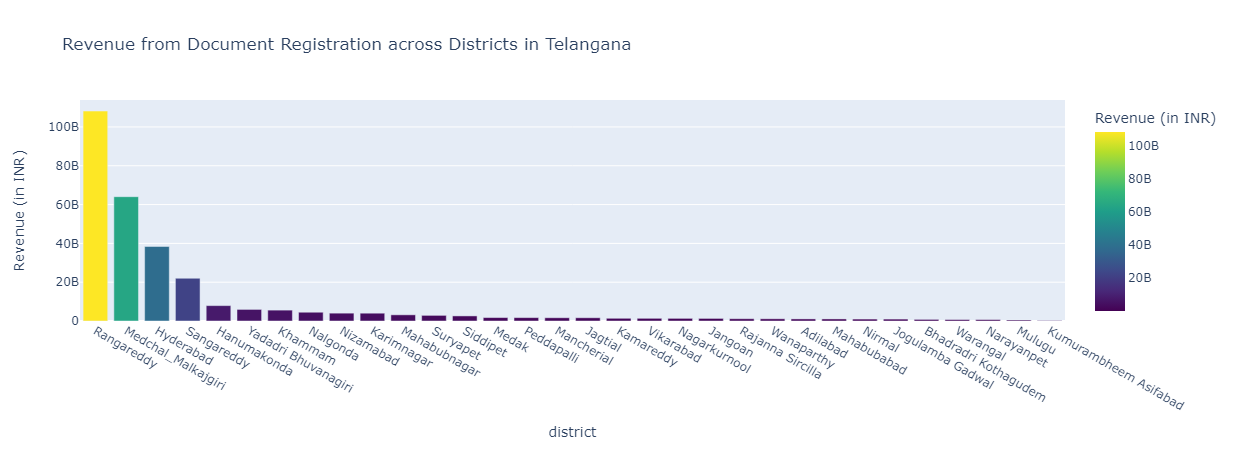 Revenue from Document Registration across Districts in Telangana
Revenue (in INR)
100B
80B
60B
40B
20B
0
Rangareddy
Medchal_Malkajgiri
Hyderabad
Sangareddy
Hanumakonda
Yadadri Bhuvanagiri
Khammam
Nalgonda
Nizamabad
Karimnagar
Mahabubnagar
Suryapet
Siddipet
Medak
Peddapalli
Mancherial
Jagtial
Kamareddy
Vikarabad
Nagarkurnool
Jangoan
Rajanna Sircilla
Wanaparthy
Adilabad
Mahabubabad
Nirmal
Jogulamba Gadwal
Bhadradri Kothagudem
Warangal
Narayanpet
Mulugu
Kumurambheem Asifabad
district
Revenue (in INR)
100B
80B
60B
40B
20B